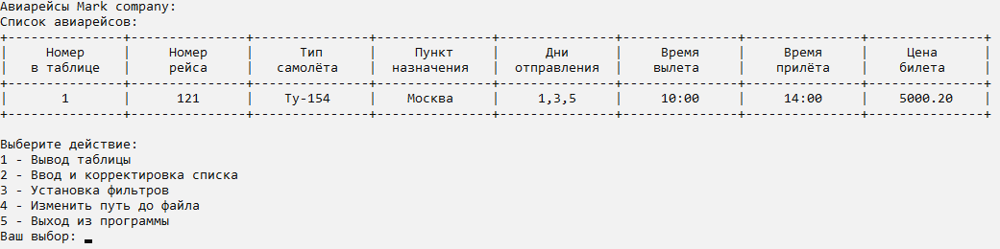 Авиарейсы Mark company:
Список авиарейсов:
+---------------+---------------+---------------+---------------+---------------+---------------+---------------+---------------+
|     Номер     |     Номер     |      Тип      |     Пункт     |      Дни      |     Время     |     Время     |     Цена      |
|   в таблице   |     рейса     |   самолёта    |  назначения   |  отправления  |    вылета     |    прилёта    |    билета     |
+---------------+---------------+---------------+---------------+---------------+---------------+---------------+---------------+
|       1       |      121      |    Ту-154     |    Москва     |     1,3,5     |     10:00     |     14:00     |    5000.20    |
+---------------+---------------+---------------+---------------+---------------+---------------+---------------+---------------+
Выберите действие:
1 - Вывод таблицы
2 - Ввод и корректировка списка
3 - Установка фильтров
4 - Изменить путь до файла
5 - Выход из программы
Ваш выбор: